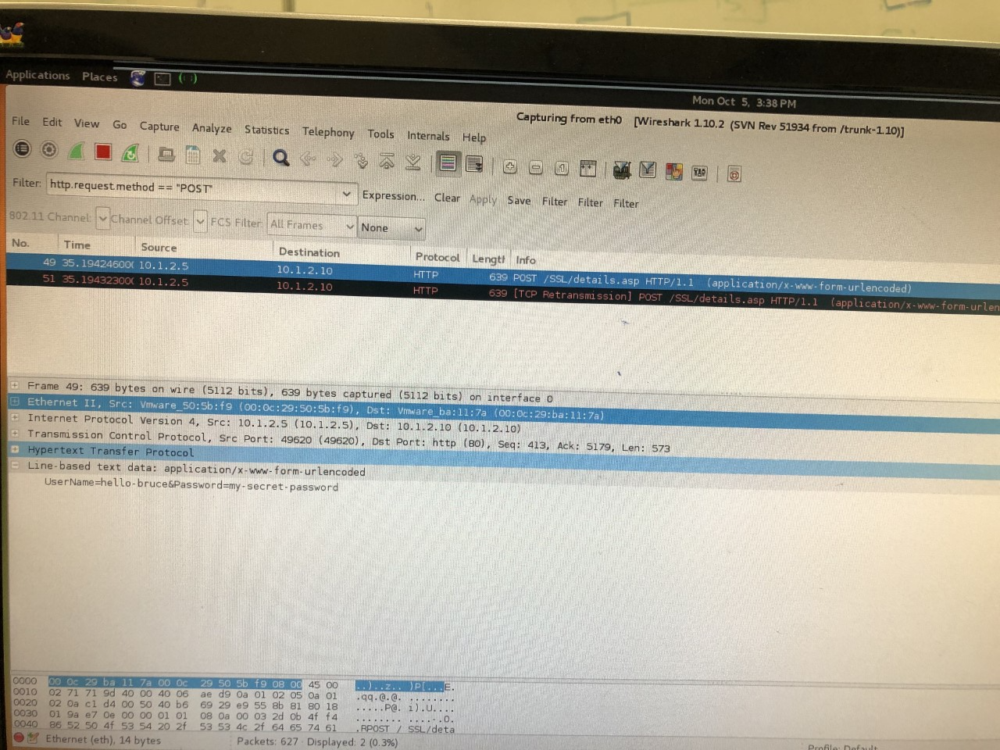 Applications Places
Mon Oct 5, 3:38 PM
Capturing from eth0 [Wireshark 1.10.2 (SVN Rev 51934 from /trunk-1.10)]
File Edit View Go Capture Analyze Statistics Telephony Tools Internals Help
Filter: http.request.method == "POST" Expression... Clear Apply Save Filter Filter Filter
802.11 Channel: Channel Offset: FCS Filter: All Frames None
No. Time Source Destination Protocol Lengtl Info
49 35.19424600( 10.1.2.5 10.1.2.10 HTTP 639 POST /SSL/details.asp HTTP/1.1 (application/x-www-form-urlencoded)
51 35.19432300( 10.1.2.5 10.1.2.10 HTTP 639 [TCP Retransmission] POST /SSL/details.asp HTTP/1.1 (application/x-www-form-urlen
Frame 49: 639 bytes on wire (5112 bits), 639 bytes captured (5112 bits) on interface 0
Ethernet II, Src: Vmware_50:5b:f9 (00:0c:29:50:5b:f9), Dst: Vmware_ba:11:7a (00:0c:29:ba:11:7a)
Internet Protocol Version 4, Src: 10.1.2.5 (10.1.2.5), Dst: 10.1.2.10 (10.1.2.10)
Transmission Control Protocol, Src Port: 49620 (49620), Dst Port: http (80), Seq: 413, Ack: 5179, Len: 573
Hypertext Transfer Protocol
Line-based text data: application/x-www-form-urlencoded
UserName=hello-bruce&Password=my-secret-password
0000 00 0c 29 ba 11 7a 00 0c 29 50 5b f9 08 00 45 00 ..)..z.. )P[...E.
0010 02 71 71 9d 40 00 40 06 ae d9 0a 01 02 05 0a 01 .qq.@.@. ........
0020 02 0a c1 d4 00 50 40 b6 69 29 e9 55 8b 81 80 18 .....P@. i).U....
0030 01 9a e7 0e 00 00 01 01 08 0a 00 03 2d 0b 4f f4 ........ ....-.O.
0040 86 52 50 4f 53 54 20 2f 53 53 4c 2f 64 65 74 61 .RPOST / SSL/deta
Ethernet (eth), 14 bytes Packets: 627 · Displayed: 2 (0.3%) Profile: Default